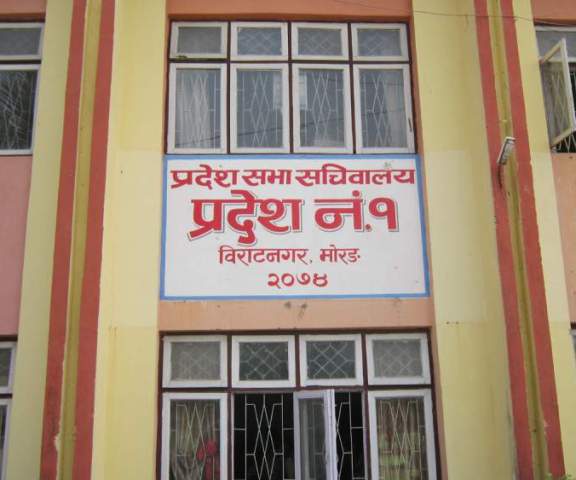 प्रदेश सभा सचिवालय
प्रदेश नं.१
विराटनगर, मोरङ
२०७४